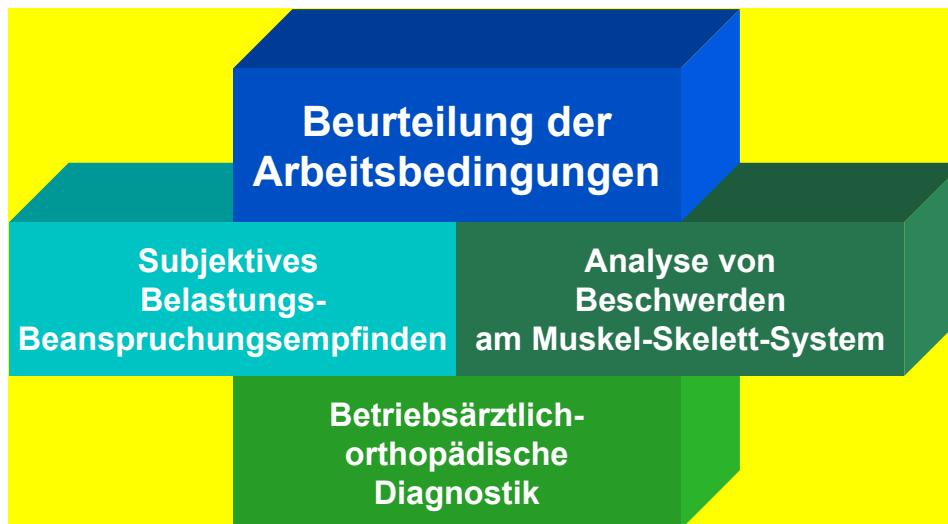 Beurteilung der
Arbeitsbedingungen
Subjektives
Belastungs-
Beanspruchungsempfinden
Analyse von
Beschwerden
am Muskel-Skelett-System
Betriebsärztlich-
orthopädische
Diagnostik